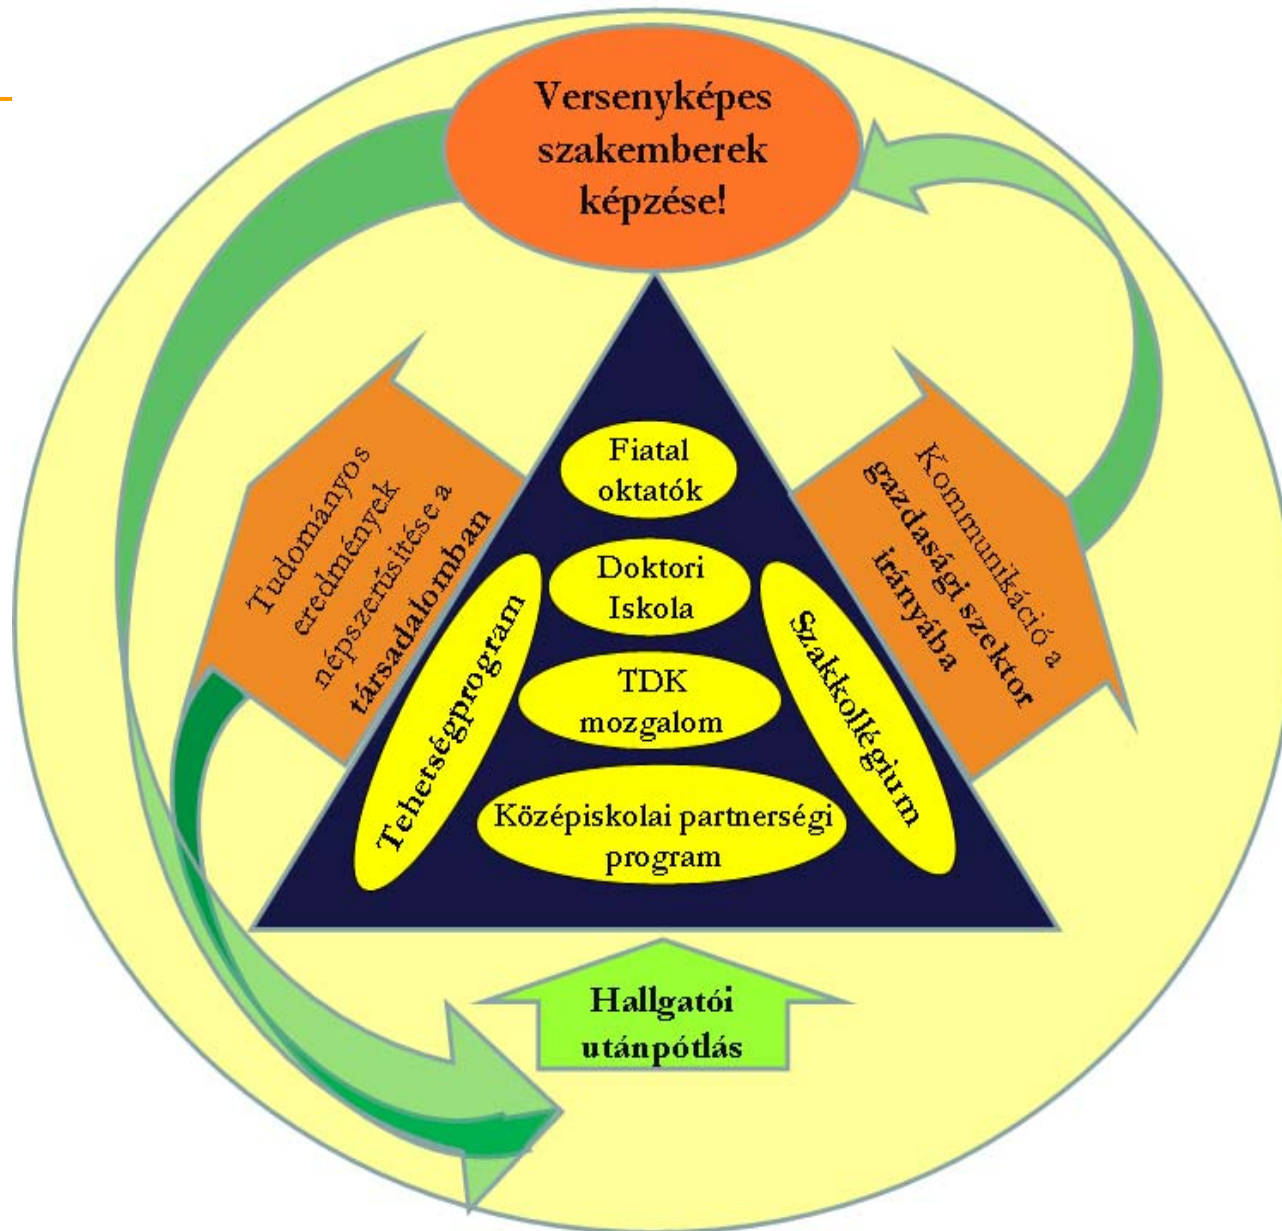 Versenyképes
szakemberek
képzése!
Fiatal
oktatók
Doktori
Iskola
TDK
mozgalom
Középiskolai partnerségi
program
Tehetségprogram
Szakkollégium
Tudományos
eredmények
népszerűsítése a
társadalomban
Kommunikáció a
gazdasági szektor
irányába
Hallgatói
utánpótlás